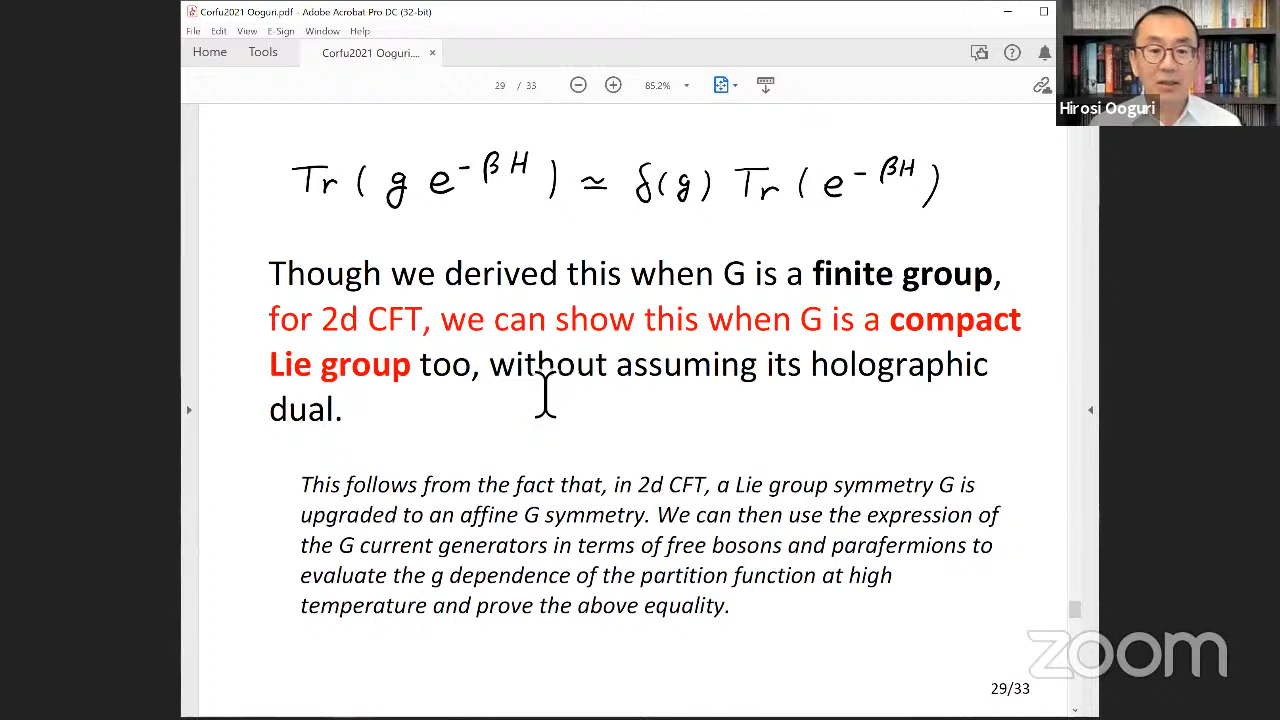 Corfu2021 Ooguri.pdf - Adobe Acrobat Pro DC (32-bit)
File Edit View E-Sign Window Help
Home Tools Corfu2021 Ooguri.... ×
29 / 33 85.2%
Hirosi Ooguri
Tr ( g e^{-βH} ) ≃ δ(g) Tr ( e^{-βH} )
Though we derived this when G is a finite group,
for 2d CFT, we can show this when G is a compact
Lie group too, without assuming its holographic
dual.
This follows from the fact that, in 2d CFT, a Lie group symmetry G is
upgraded to an affine G symmetry. We can then use the expression of
the G current generators in terms of free bosons and parafermions to
evaluate the g dependence of the partition function at high
temperature and prove the above equality.
zoom
29/33